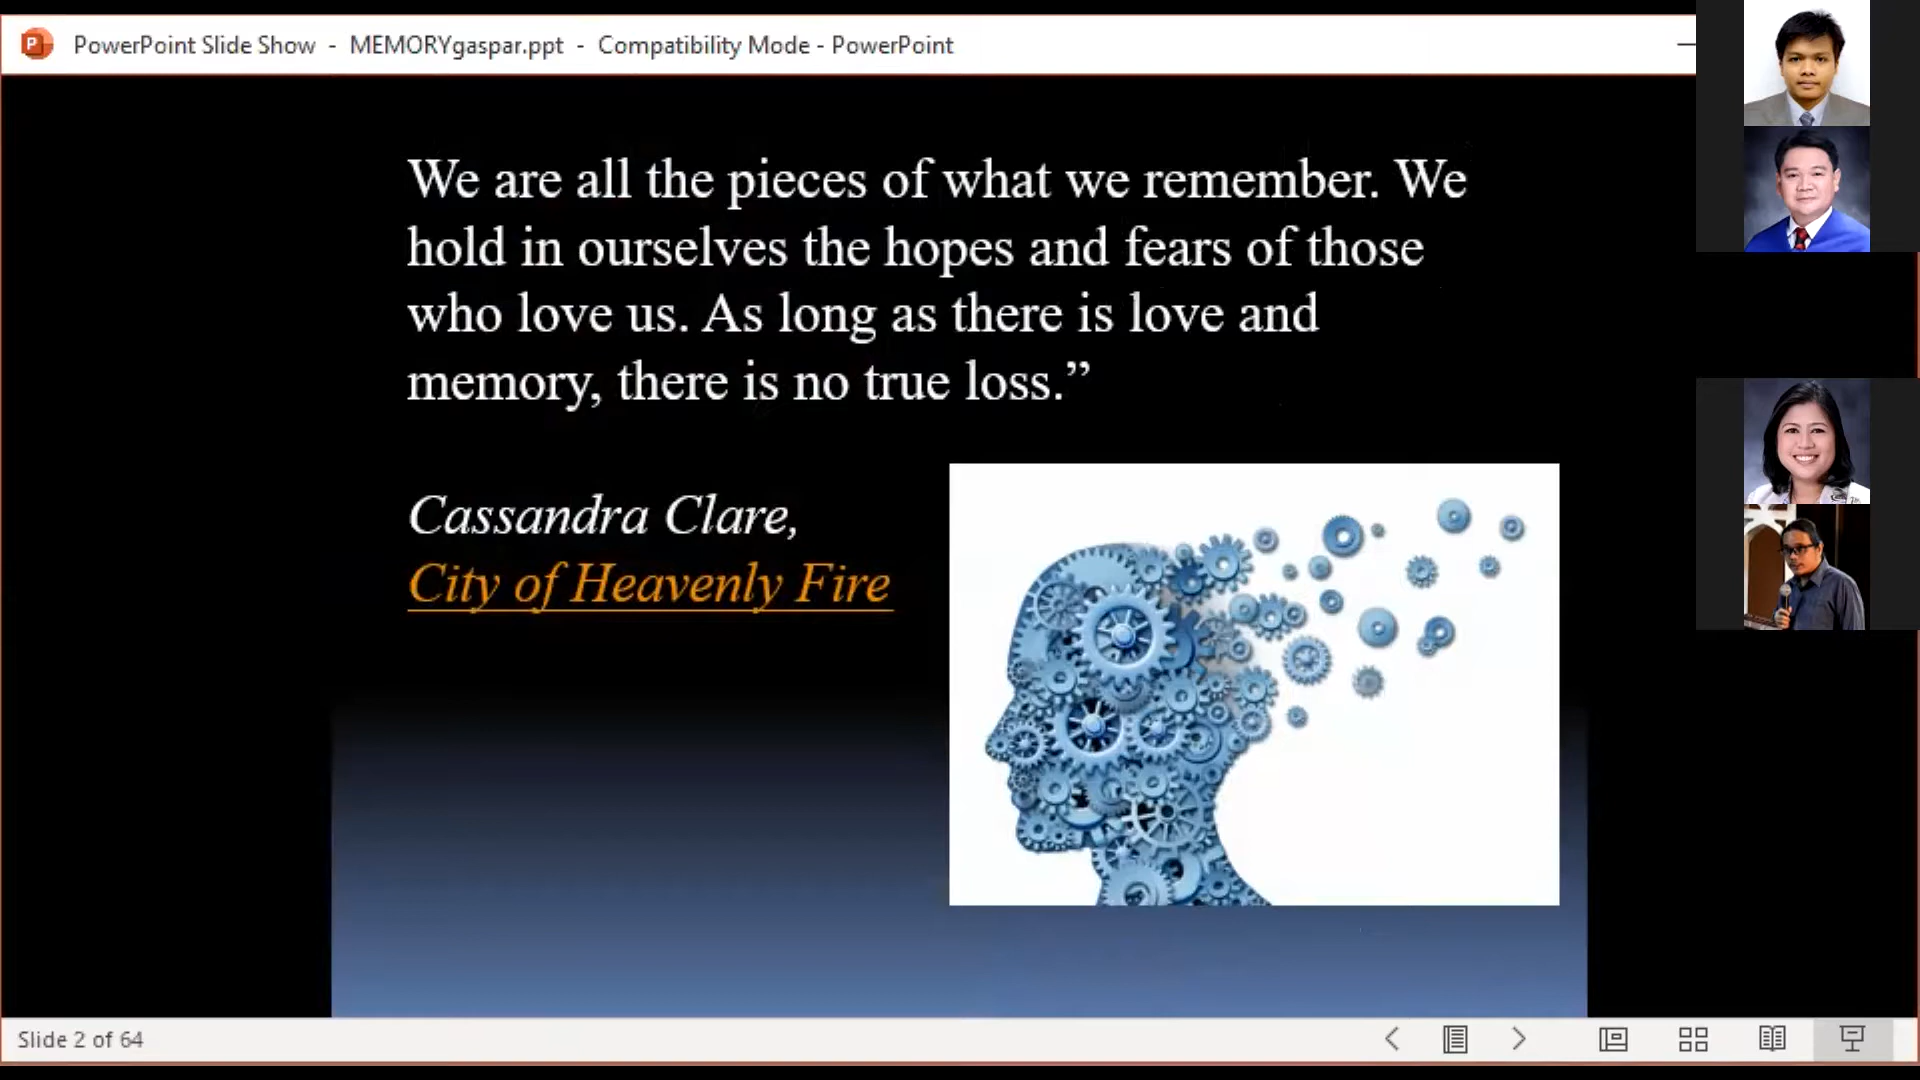 PowerPoint Slide Show - MEMORYgaspar.ppt - Compatibility Mode - PowerPoint
We are all the pieces of what we remember. We
hold in ourselves the hopes and fears of those
who love us. As long as there is love and
memory, there is no true loss.”
Cassandra Clare,
City of Heavenly Fire
Slide 2 of 64